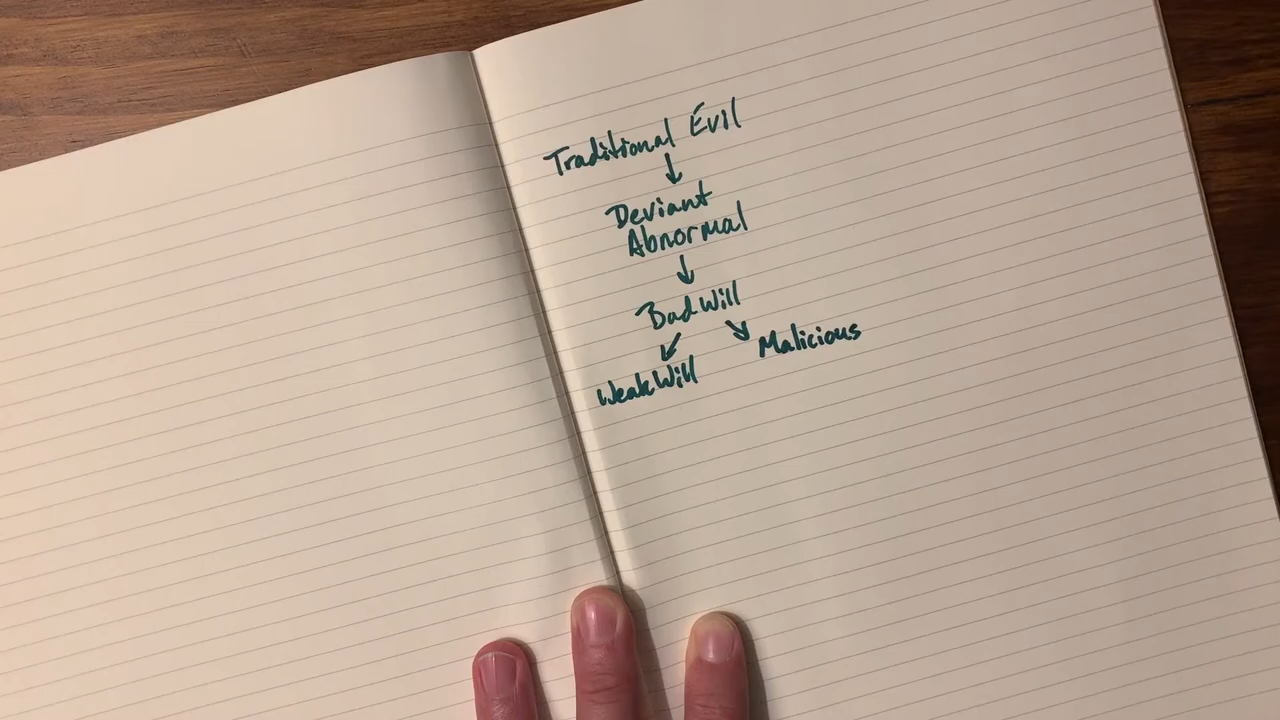 Traditional Evil
Deviant
Abnormal
Bad Will
Malicious
Weak Will